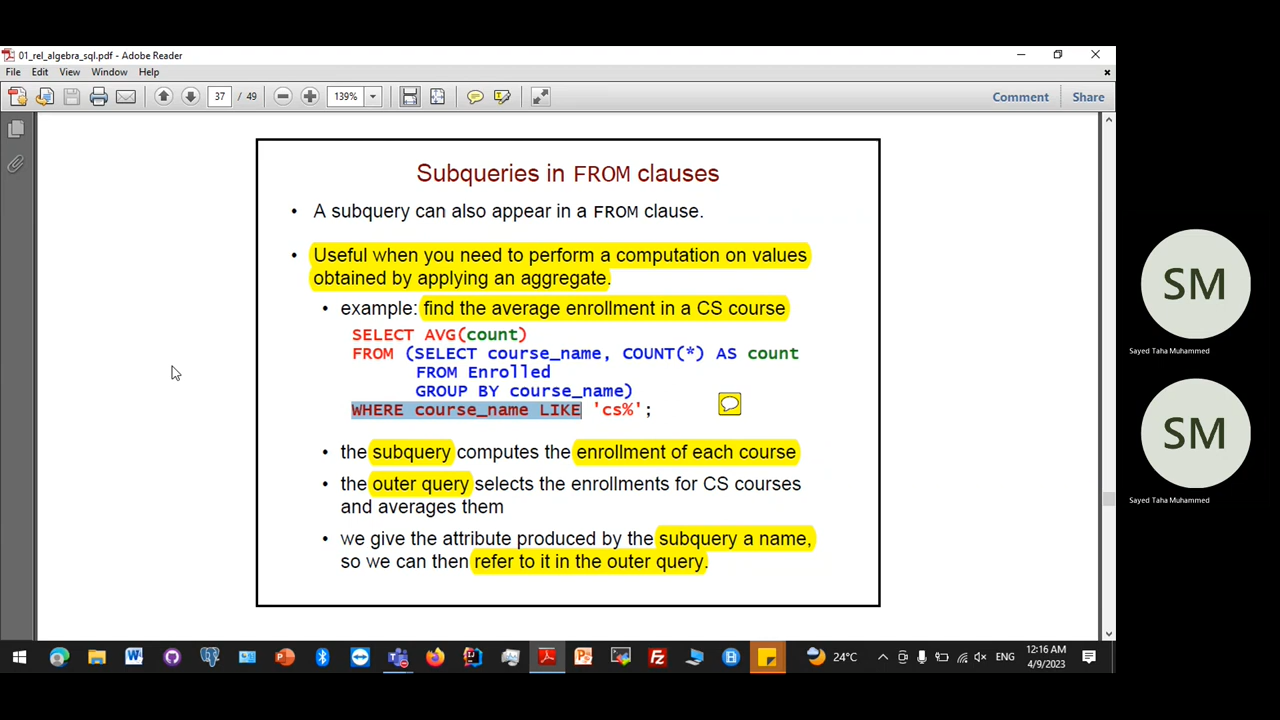 01_rel_algebra_sql.pdf - Adobe Reader
File Edit View Window Help
37 / 49 139% Comment Share
Subqueries in FROM clauses
• A subquery can also appear in a FROM clause.
• Useful when you need to perform a computation on values
obtained by applying an aggregate.
• example: find the average enrollment in a CS course
SELECT AVG(count)
FROM (SELECT course_name, COUNT(*) AS count
FROM Enrolled
GROUP BY course_name)
WHERE course_name LIKE 'cs%';
• the subquery computes the enrollment of each course
• the outer query selects the enrollments for CS courses
and averages them
• we give the attribute produced by the subquery a name,
so we can then refer to it in the outer query.
SM
Sayed Taha Muhammed
SM
Sayed Taha Muhammed
24°C ENG 12:16 AM
4/9/2023